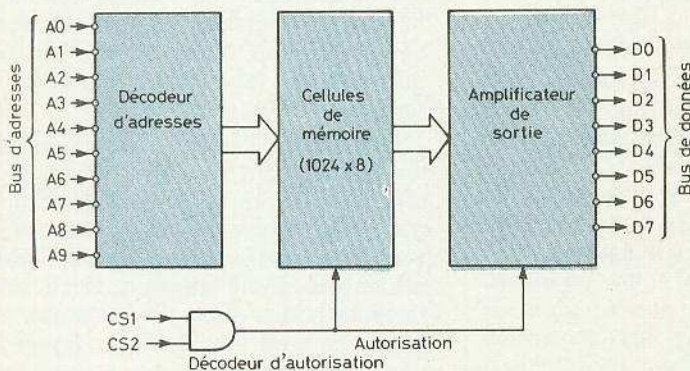 Bus d'adresses
A0
A1
A2
A3
A4
A5
A6
A7
A8
A9
Décodeur
d'adresses
Cellules
de
mémoire
(1024 x 8)
Amplificateur
de
sortie
D0
D1
D2
D3
D4
D5
D6
D7
Bus de données
CS1
CS2
Autorisation
Décodeur d'autorisation